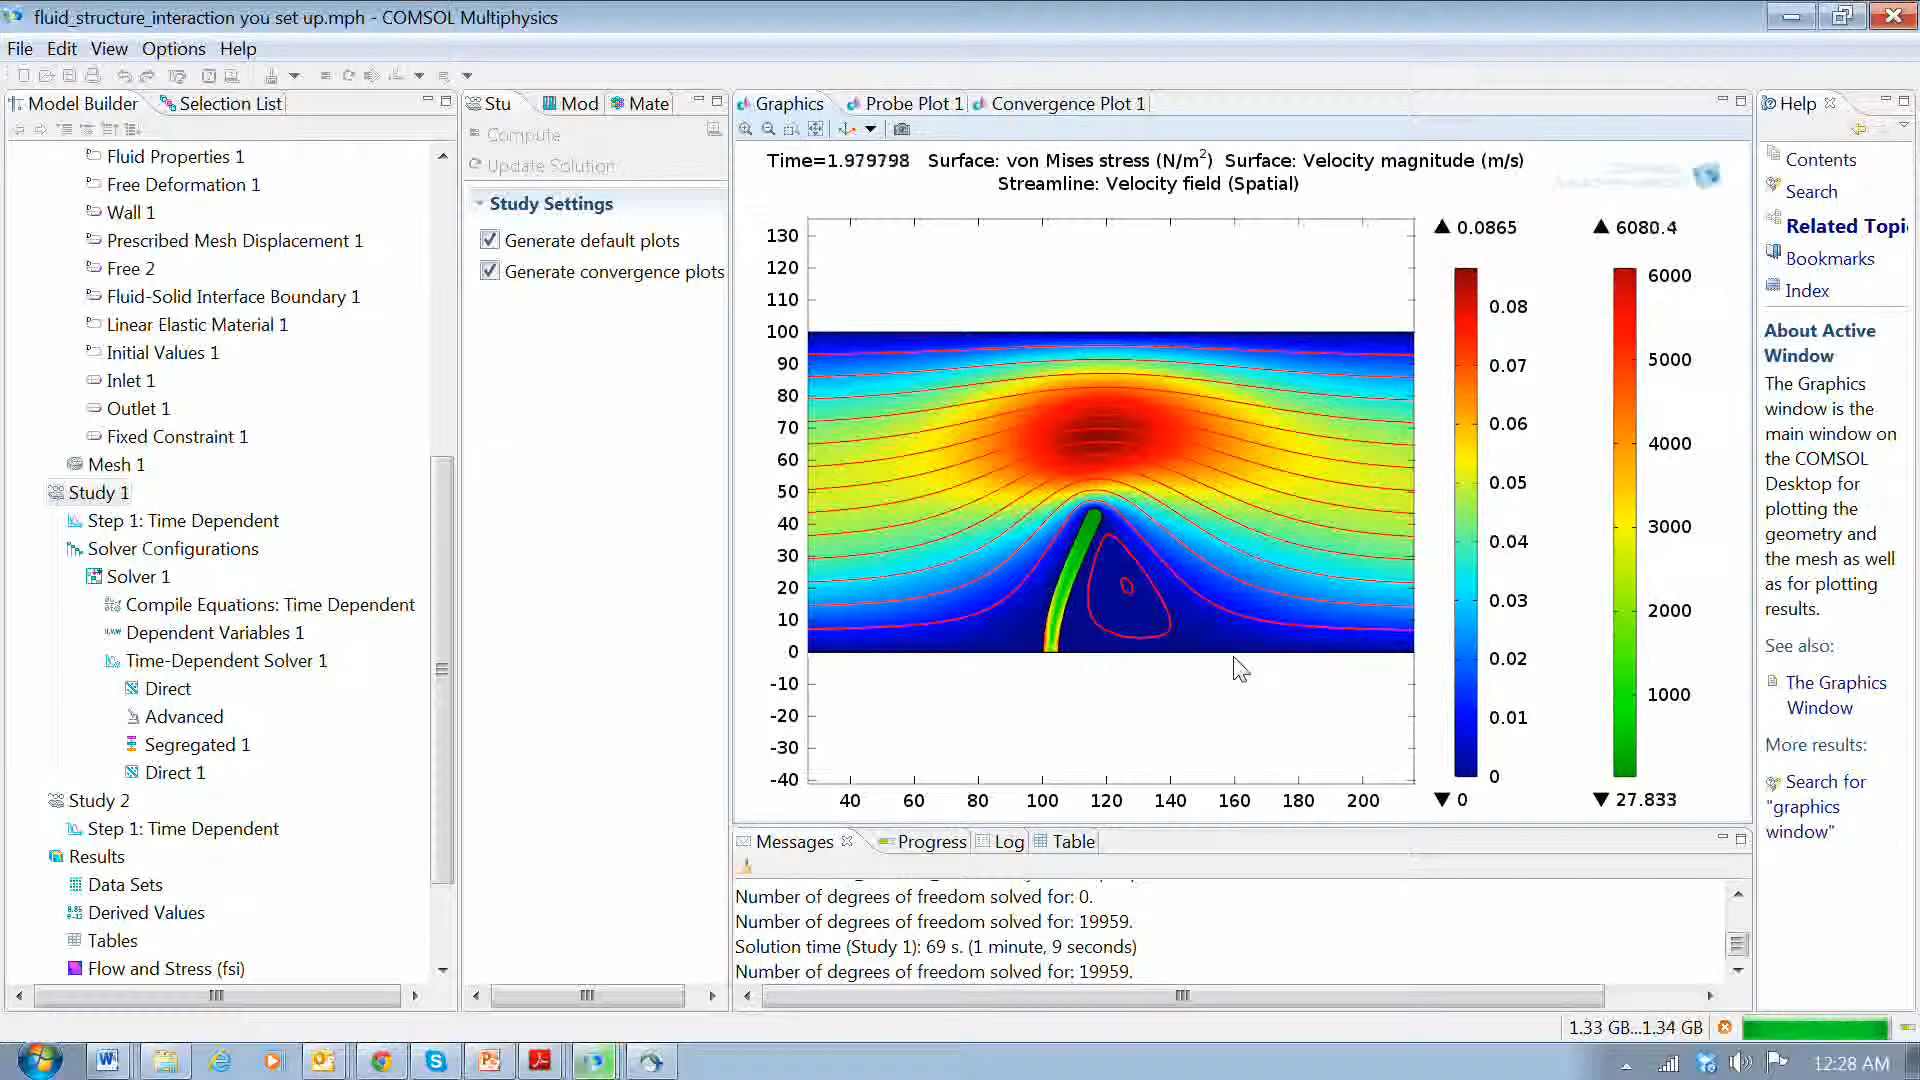 fluid_structure_interaction you set up.mph - COMSOL Multiphysics
File Edit View Options Help
Model Builder Selection List
Fluid Properties 1
Free Deformation 1
Wall 1
Prescribed Mesh Displacement 1
Free 2
Fluid-Solid Interface Boundary 1
Linear Elastic Material 1
Initial Values 1
Inlet 1
Outlet 1
Fixed Constraint 1
Mesh 1
Study 1
Step 1: Time Dependent
Solver Configurations
Solver 1
Compile Equations: Time Dependent
Dependent Variables 1
Time-Dependent Solver 1
Direct
Advanced
Segregated 1
Direct 1
Study 2
Step 1: Time Dependent
Results
Data Sets
Derived Values
Tables
Flow and Stress (fsi)
Stu Mod Mate
Compute
Update Solution
Study Settings
Generate default plots
Generate convergence plots
Graphics Probe Plot 1 Convergence Plot 1
Time=1.979798 Surface: von Mises stress (N/m²) Surface: Velocity magnitude (m/s)
Streamline: Velocity field (Spatial)
130
120
110
100
90
80
70
60
50
40
30
20
10
0
-10
-20
-30
-40
40 60 80 100 120 140 160 180 200
▲ 0.0865
0.08
0.07
0.06
0.05
0.04
0.03
0.02
0.01
0
▼ 0
▲ 6080.4
6000
5000
4000
3000
2000
1000
▼ 27.833
Messages Progress Log Table
Number of degrees of freedom solved for: 0.
Number of degrees of freedom solved for: 19959.
Solution time (Study 1): 69 s. (1 minute, 9 seconds)
Number of degrees of freedom solved for: 19959.
Help
Contents
Search
Related Topi
Bookmarks
Index
About Active
Window
The Graphics
window is the
main window on
the COMSOL
Desktop for
plotting the
geometry and
the mesh as well
as for plotting
results.
See also:
The Graphics
Window
More results:
Search for
"graphics
window"
1.33 GB...1.34 GB
12:28 AM